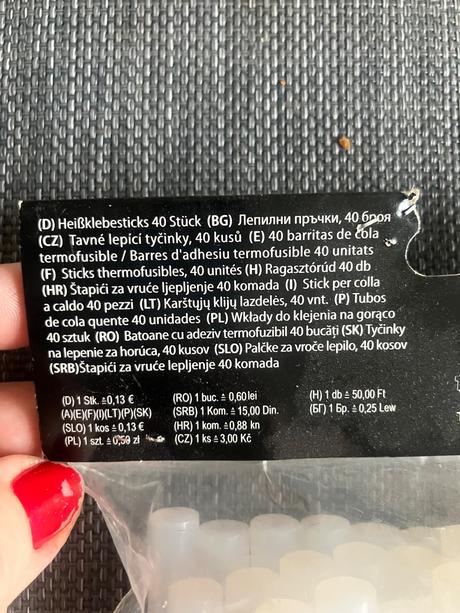 (D) Heißklebesticks 40 Stück (BG) Лепилни пръчки, 40 броя
(CZ) Tavné lepící tyčinky, 40 kusů (E) 40 barritas de cola
termofusible / Barres d'adhesiu termofusible 40 unitats
(F) Sticks thermofusibles, 40 unités (H) Ragasztórúd 40 db
(HR) Štapići za vruće ljepljenje 40 komada (I) Stick per colla
a caldo 40 pezzi (LT) Karštųjų klijų lazdelės, 40 vnt. (P) Tubos
de cola quente 40 unidades (PL) Wkłady do klejenia na gorąco
40 sztuk (RO) Batoane cu adeziv termofuzibil 40 bucăți (SK) Tyčinky
na lepenie za horúca, 40 kusov (SLO) Palčke za vroče lepilo, 40 kosov
(SRB)Štapići za vruće ljepljenje 40 komada
(D) 1 Stk. ≙0,13 € (RO) 1 buc. ≙0,60lei (H) 1 db ≙50,00 Ft
(A)(E)(F)(I)(LT)(P)(SK) (SRB) 1 Kom. ≙15,00 Din. (БГ) 1 бр. ≙0,25 Lew
(SLO) 1 kos ≙0,13 € (HR) 1 kom. ≙0,88 kn
(PL) 1 szt. ≙0,59 zł (CZ) 1 ks ≙3,00 Kč